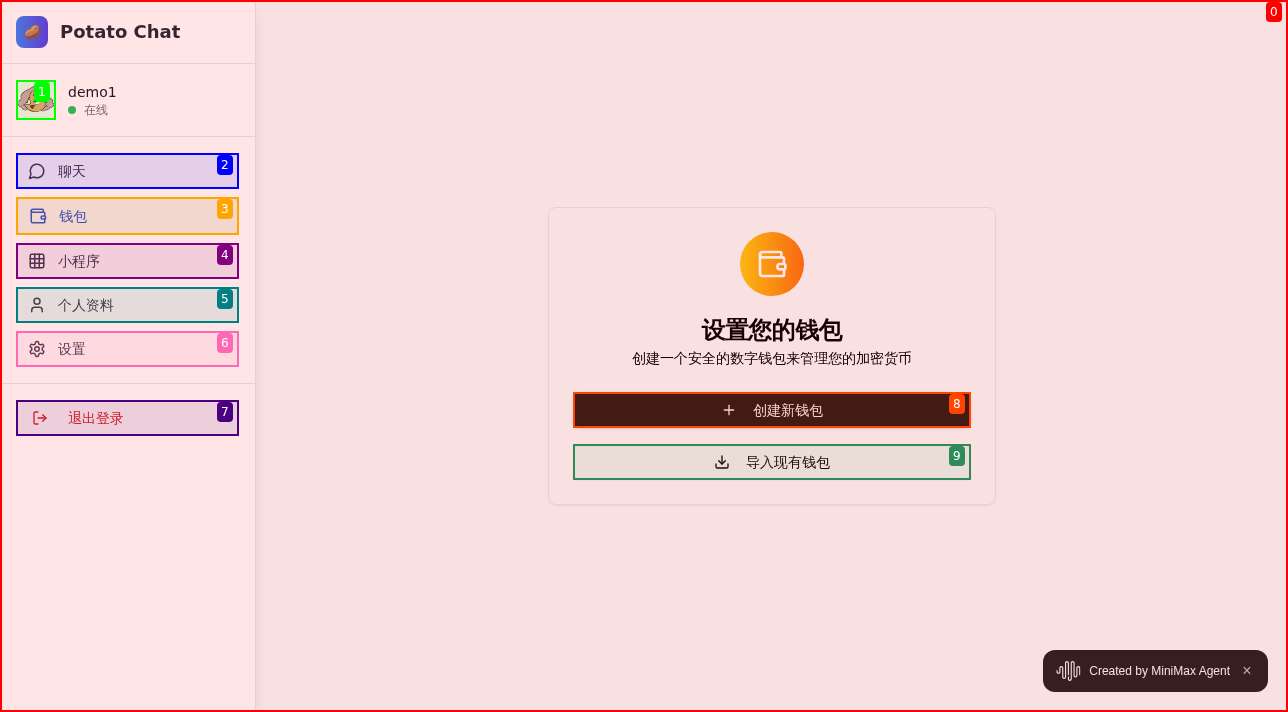 Potato Chat
0
1
demo1
在线
聊天
2
钱包
3
小程序
4
个人资料
5
设置
6
退出登录
7
设置您的钱包
创建一个安全的数字钱包来管理您的加密货币
创建新钱包
8
导入现有钱包
9
Created by MiniMax Agent ×